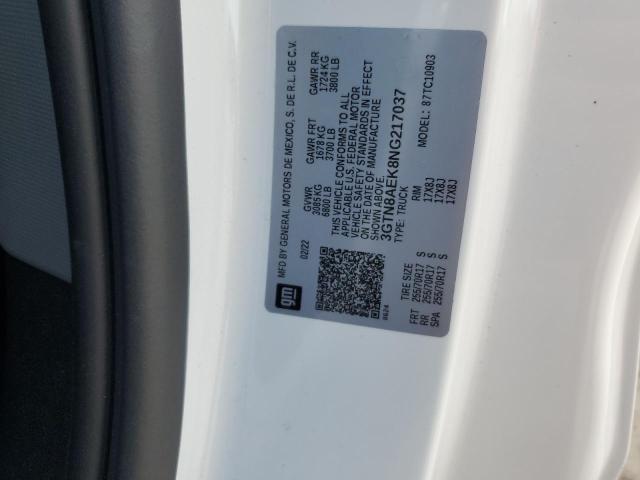 MFD BY GENERAL MOTORS DE MEXICO, S. DE R.L. DE C.V.
02/22 GVWR GAWR FRT GAWR RR
3085 KG 1678 KG 1724 KG
6800 LB 3700 LB 3800 LB
THIS VEHICLE CONFORMS TO ALL
APPLICABLE U.S. FEDERAL MOTOR
VEHICLE SAFETY STANDARDS IN EFFECT
ON THE DATE OF MANUFACTURE
3GTN8AEK8NG217037
TYPE: TRUCK MODEL: 87TC10903
gm
TIRE SIZE RIM
FRT 255/70R17 S 17X8J
RR 255/70R17 S 17X8J
SPA 255/70R17 S 17X8J